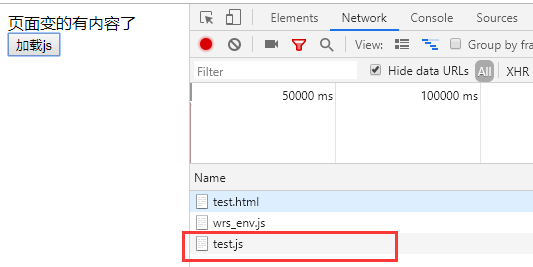 页面变的有内容了
加载js
Elements Network Console Sources
View: Group by fra
Filter Hide data URLs All XHR
50000 ms 100000 ms
Name
test.html
wrs_env.js
test.js